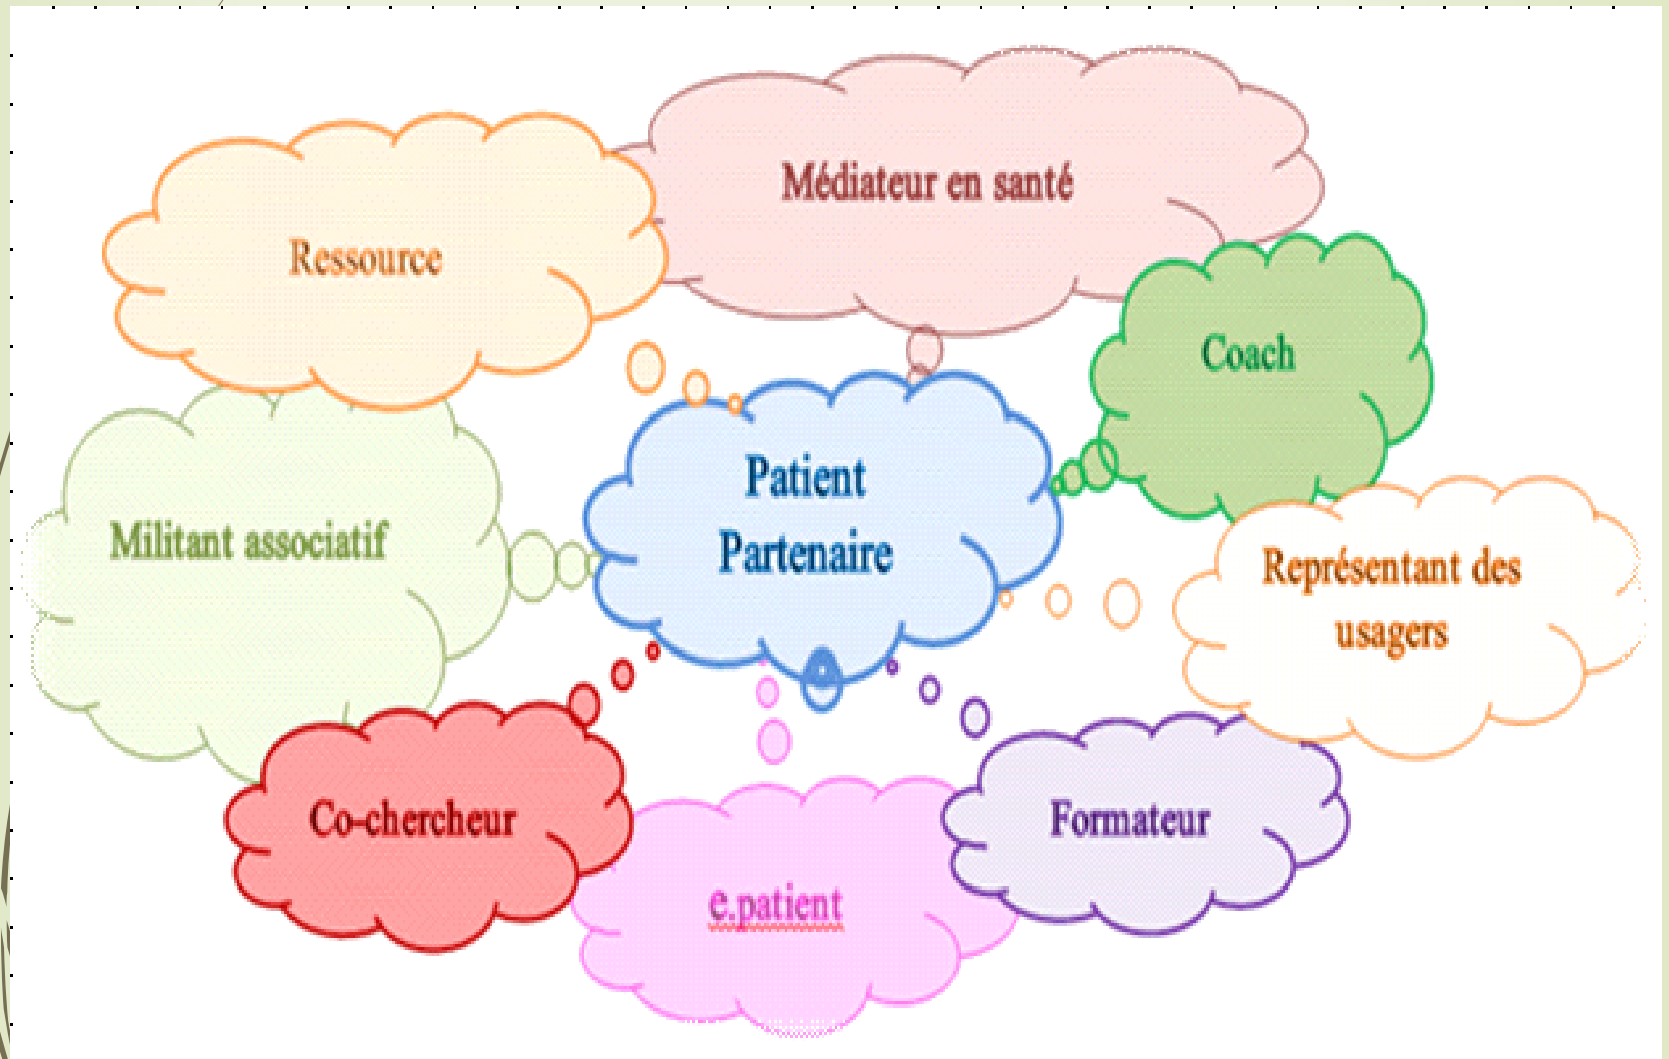 Médiateur en santé
Ressource
Coach
Patient
Partenaire
Militant associatif
Représentant des
usagers
Co-chercheur
Formateur
e.patient